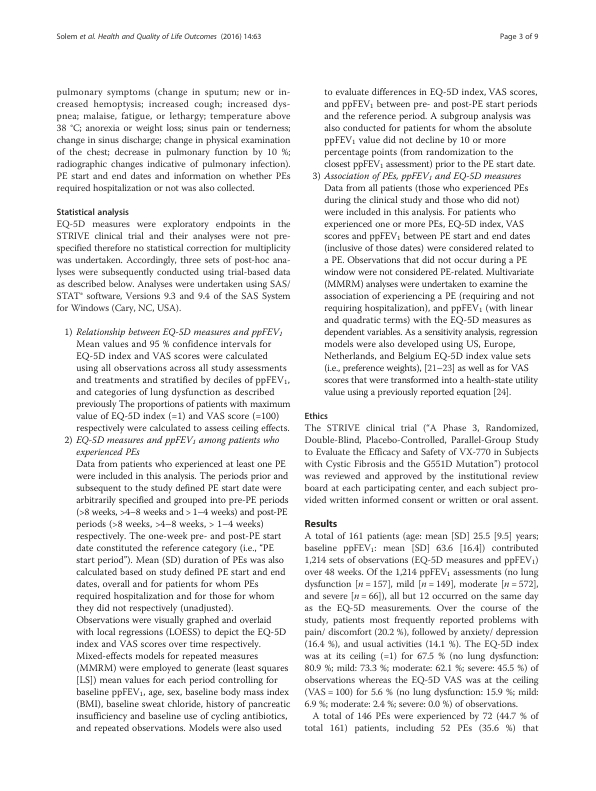 Solem et al. Health and Quality of Life Outcomes (2016) 14:63
Page 3 of 9
pulmonary symptoms (change in sputum; new or in-
creased hemoptysis; increased cough; increased dys-
pnea; malaise, fatigue, or lethargy; temperature above
38 °C; anorexia or weight loss; sinus pain or tenderness;
change in sinus discharge; change in physical examination
of the chest; decrease in pulmonary function by 10 %;
radiographic changes indicative of pulmonary infection).
PE start and end dates and information on whether PEs
required hospitalization or not was also collected.
Statistical analysis
EQ-5D measures were exploratory endpoints in the
STRIVE clinical trial and their analyses were not pre-
specified therefore no statistical correction for multiplicity
was undertaken. Accordingly, three sets of post-hoc ana-
lyses were subsequently conducted using trial-based data
as described below. Analyses were undertaken using SAS/
STAT® software, Versions 9.3 and 9.4 of the SAS System
for Windows (Cary, NC, USA).
1) Relationship between EQ-5D measures and ppFEV₁
Mean values and 95 % confidence intervals for
EQ-5D index and VAS scores were calculated
using all observations across all study assessments
and treatments and stratified by deciles of ppFEV₁,
and categories of lung dysfunction as described
previously The proportions of patients with maximum
value of EQ-5D index (=1) and VAS score (=100)
respectively were calculated to assess ceiling effects.
2) EQ-5D measures and ppFEV₁ among patients who
experienced PEs
Data from patients who experienced at least one PE
were included in this analysis. The periods prior and
subsequent to the study defined PE start date were
arbitrarily specified and grouped into pre-PE periods
(>8 weeks, >4–8 weeks and > 1–4 weeks) and post-PE
periods (>8 weeks, >4–8 weeks, > 1–4 weeks)
respectively. The one-week pre- and post-PE start
date constituted the reference category (i.e., “PE
start period”). Mean (SD) duration of PEs was also
calculated based on study defined PE start and end
dates, overall and for patients for whom PEs
required hospitalization and for those for whom
they did not respectively (unadjusted).
Observations were visually graphed and overlaid
with local regressions (LOESS) to depict the EQ-5D
index and VAS scores over time respectively.
Mixed-effects models for repeated measures
(MMRM) were employed to generate (least squares
[LS]) mean values for each period controlling for
baseline ppFEV₁, age, sex, baseline body mass index
(BMI), baseline sweat chloride, history of pancreatic
insufficiency and baseline use of cycling antibiotics,
and repeated observations. Models were also used
to evaluate differences in EQ-5D index, VAS scores,
and ppFEV₁ between pre- and post-PE start periods
and the reference period. A subgroup analysis was
also conducted for patients for whom the absolute
ppFEV₁ value did not decline by 10 or more
percentage points (from randomization to the
closest ppFEV₁ assessment) prior to the PE start date.
3) Association of PEs, ppFEV₁ and EQ-5D measures
Data from all patients (those who experienced PEs
during the clinical study and those who did not)
were included in this analysis. For patients who
experienced one or more PEs, EQ-5D index, VAS
scores and ppFEV₁ between PE start and end dates
(inclusive of those dates) were considered related to
a PE. Observations that did not occur during a PE
window were not considered PE-related. Multivariate
(MMRM) analyses were undertaken to examine the
association of experiencing a PE (requiring and not
requiring hospitalization), and ppFEV₁ (with linear
and quadratic terms) with the EQ-5D measures as
dependent variables. As a sensitivity analysis, regression
models were also developed using US, Europe,
Netherlands, and Belgium EQ-5D index value sets
(i.e., preference weights), [21–23] as well as for VAS
scores that were transformed into a health-state utility
value using a previously reported equation [24].
Ethics
The STRIVE clinical trial (“A Phase 3, Randomized,
Double-Blind, Placebo-Controlled, Parallel-Group Study
to Evaluate the Efficacy and Safety of VX-770 in Subjects
with Cystic Fibrosis and the G551D Mutation”) protocol
was reviewed and approved by the institutional review
board at each participating center, and each subject pro-
vided written informed consent or written or oral assent.
Results
A total of 161 patients (age: mean [SD] 25.5 [9.5] years;
baseline ppFEV₁: mean [SD] 63.6 [16.4]) contributed
1,214 sets of observations (EQ-5D measures and ppFEV₁)
over 48 weeks. Of the 1,214 ppFEV₁ assessments (no lung
dysfunction [n = 157], mild [n = 149], moderate [n = 572],
and severe [n = 66]), all but 12 occurred on the same day
as the EQ-5D measurements. Over the course of the
study, patients most frequently reported problems with
pain/ discomfort (20.2 %), followed by anxiety/ depression
(16.4 %), and usual activities (14.1 %). The EQ-5D index
was at its ceiling (=1) for 67.5 % (no lung dysfunction:
80.9 %; mild: 73.3 %; moderate: 62.1 %; severe: 45.5 %) of
observations whereas the EQ-5D VAS was at the ceiling
(VAS = 100) for 5.6 % (no lung dysfunction: 15.9 %; mild:
6.9 %; moderate: 2.4 %; severe: 0.0 %) of observations.
A total of 146 PEs were experienced by 72 (44.7 % of
total 161) patients, including 52 PEs (35.6 %) that